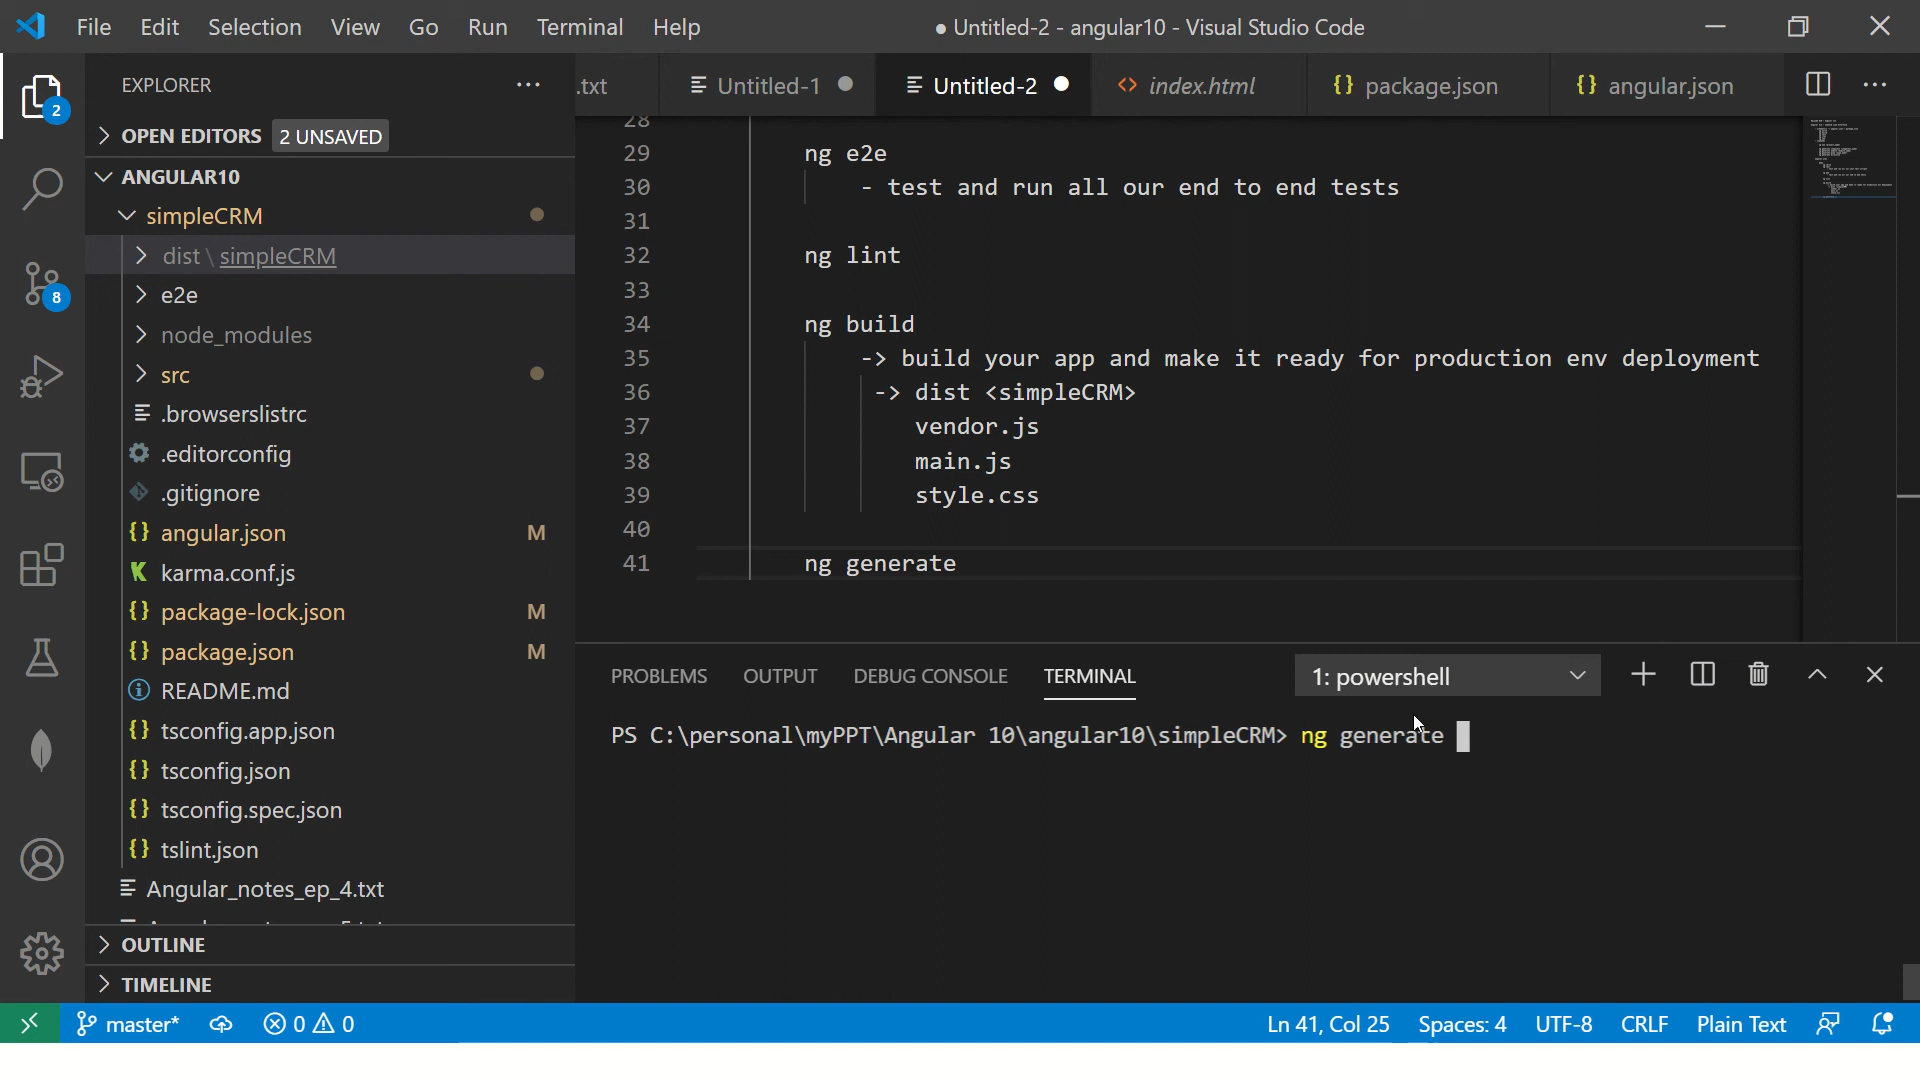 File Edit Selection View Go Run Terminal Help
● Untitled-2 - angular10 - Visual Studio Code
EXPLORER
.txt
Untitled-1
Untitled-2
index.html
package.json
angular.json
2
OPEN EDITORS 2 UNSAVED
ANGULAR10
simpleCRM
dist \ simpleCRM
e2e
node_modules
src
.browserslistrc
.editorconfig
.gitignore
angular.json M
karma.conf.js
package-lock.json M
package.json M
README.md
tsconfig.app.json
tsconfig.json
tsconfig.spec.json
tslint.json
Angular_notes_ep_4.txt
OUTLINE
TIMELINE
8
28
29 ng e2e
30 - test and run all our end to end tests
31
32 ng lint
33
34 ng build
35 -> build your app and make it ready for production env deployment
36 -> dist <simpleCRM>
37 vendor.js
38 main.js
39 style.css
40
41 ng generate
PROBLEMS OUTPUT DEBUG CONSOLE TERMINAL
1: powershell
PS C:\personal\myPPT\Angular 10\angular10\simpleCRM> ng generate
master* 0 0
Ln 41, Col 25 Spaces: 4 UTF-8 CRLF Plain Text